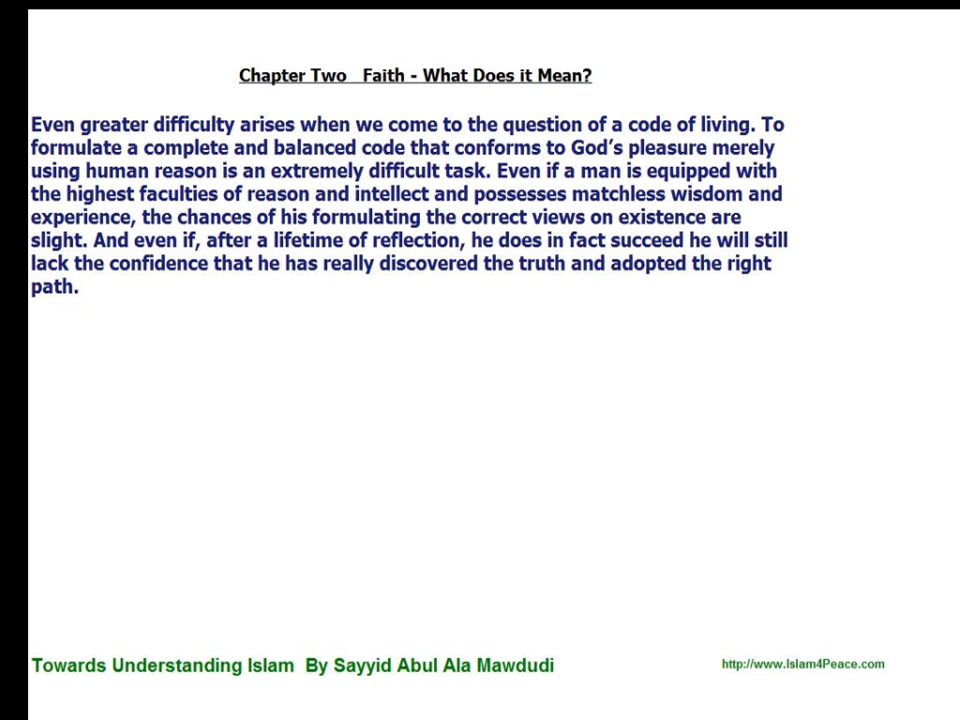 Chapter Two Faith - What Does it Mean?
Even greater difficulty arises when we come to the question of a code of living. To
formulate a complete and balanced code that conforms to God’s pleasure merely
using human reason is an extremely difficult task. Even if a man is equipped with
the highest faculties of reason and intellect and possesses matchless wisdom and
experience, the chances of his formulating the correct views on existence are
slight. And even if, after a lifetime of reflection, he does in fact succeed he will still
lack the confidence that he has really discovered the truth and adopted the right
path.
Towards Understanding Islam By Sayyid Abul Ala Mawdudi
http://www.Islam4Peace.com